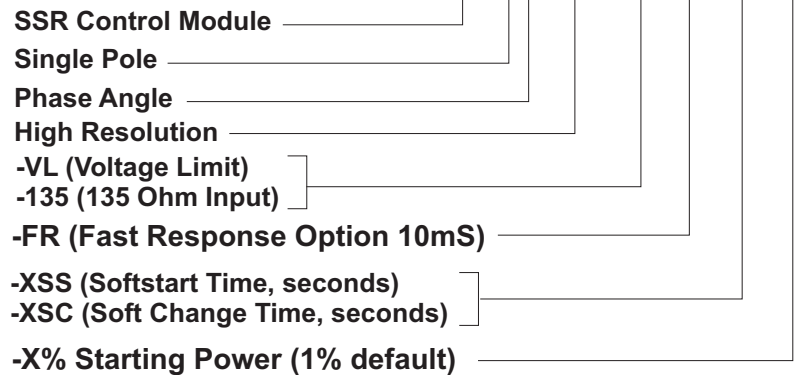 SSR Control Module
Single Pole
Phase Angle
High Resolution
-VL (Voltage Limit)
-135 (135 Ohm Input)
-FR (Fast Response Option 10mS)
-XSS (Softstart Time, seconds)
-XSC (Soft Change Time, seconds)
-X% Starting Power (1% default)